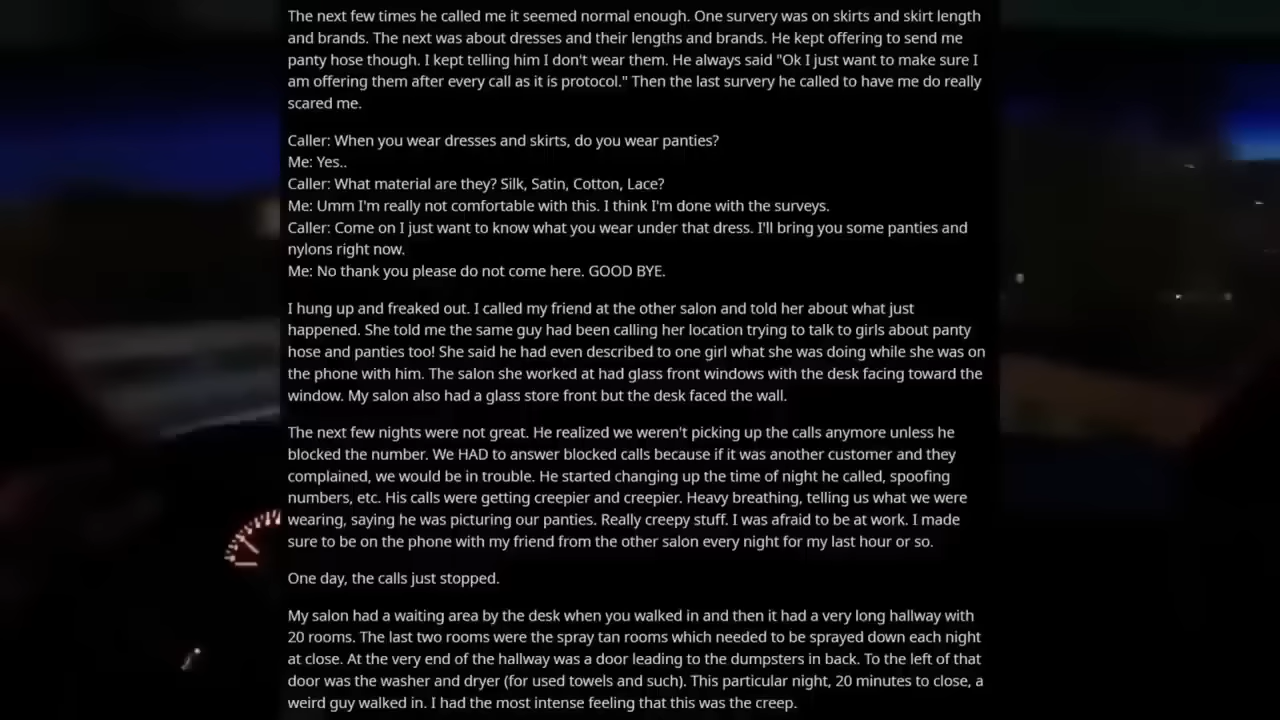 The next few times he called me it seemed normal enough. One survery was on skirts and skirt length
and brands. The next was about dresses and their lengths and brands. He kept offering to send me
panty hose though. I kept telling him I don't wear them. He always said "Ok I just want to make sure I
am offering them after every call as it is protocol." Then the last survery he called to have me do really
scared me.
Caller: When you wear dresses and skirts, do you wear panties?
Me: Yes..
Caller: What material are they? Silk, Satin, Cotton, Lace?
Me: Umm I'm really not comfortable with this. I think I'm done with the surveys.
Caller: Come on I just want to know what you wear under that dress. I'll bring you some panties and
nylons right now.
Me: No thank you please do not come here. GOOD BYE.
I hung up and freaked out. I called my friend at the other salon and told her about what just
happened. She told me the same guy had been calling her location trying to talk to girls about panty
hose and panties too! She said he had even described to one girl what she was doing while she was on
the phone with him. The salon she worked at had glass front windows with the desk facing toward the
window. My salon also had a glass store front but the desk faced the wall.
The next few nights were not great. He realized we weren't picking up the calls anymore unless he
blocked the number. We HAD to answer blocked calls because if it was another customer and they
complained, we would be in trouble. He started changing up the time of night he called, spoofing
numbers, etc. His calls were getting creepier and creepier. Heavy breathing, telling us what we were
wearing, saying he was picturing our panties. Really creepy stuff. I was afraid to be at work. I made
sure to be on the phone with my friend from the other salon every night for my last hour or so.
One day, the calls just stopped.
My salon had a waiting area by the desk when you walked in and then it had a very long hallway with
20 rooms. The last two rooms were the spray tan rooms which needed to be sprayed down each night
at close. At the very end of the hallway was a door leading to the dumpsters in back. To the left of that
door was the washer and dryer (for used towels and such). This particular night, 20 minutes to close, a
weird guy walked in. I had the most intense feeling that this was the creep.